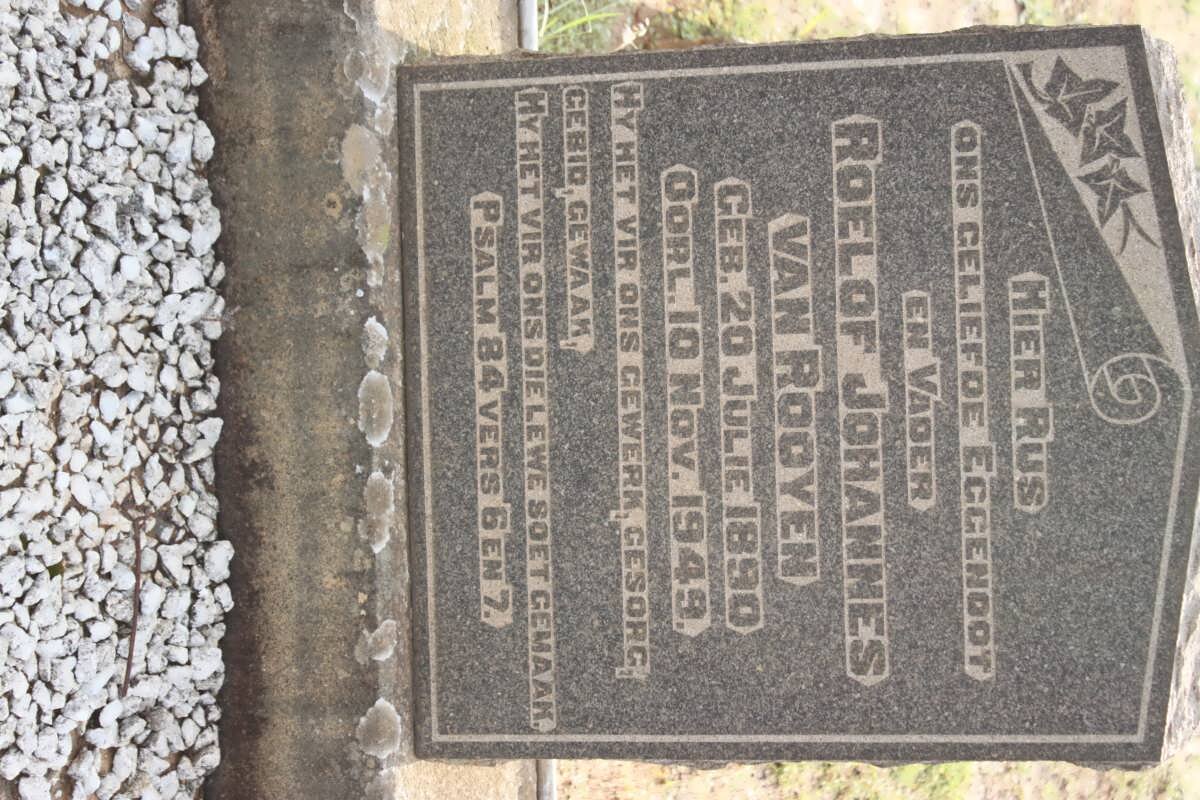 HIER RUS
ONS GELIEFDE EGGENOOT
EN VADER
ROELOF JOHANNES
VAN ROOYEN
GEB. 20 JULIE 1890
OORL. 10 NOV. 1949.
HY HET VIR ONS GEWERK, GESORG,
GEBID, GEWAAK,
HY HET VIR ONS DIE LEWE SOET GEMAAK
PSALM 84 VERS 6 EN 7.